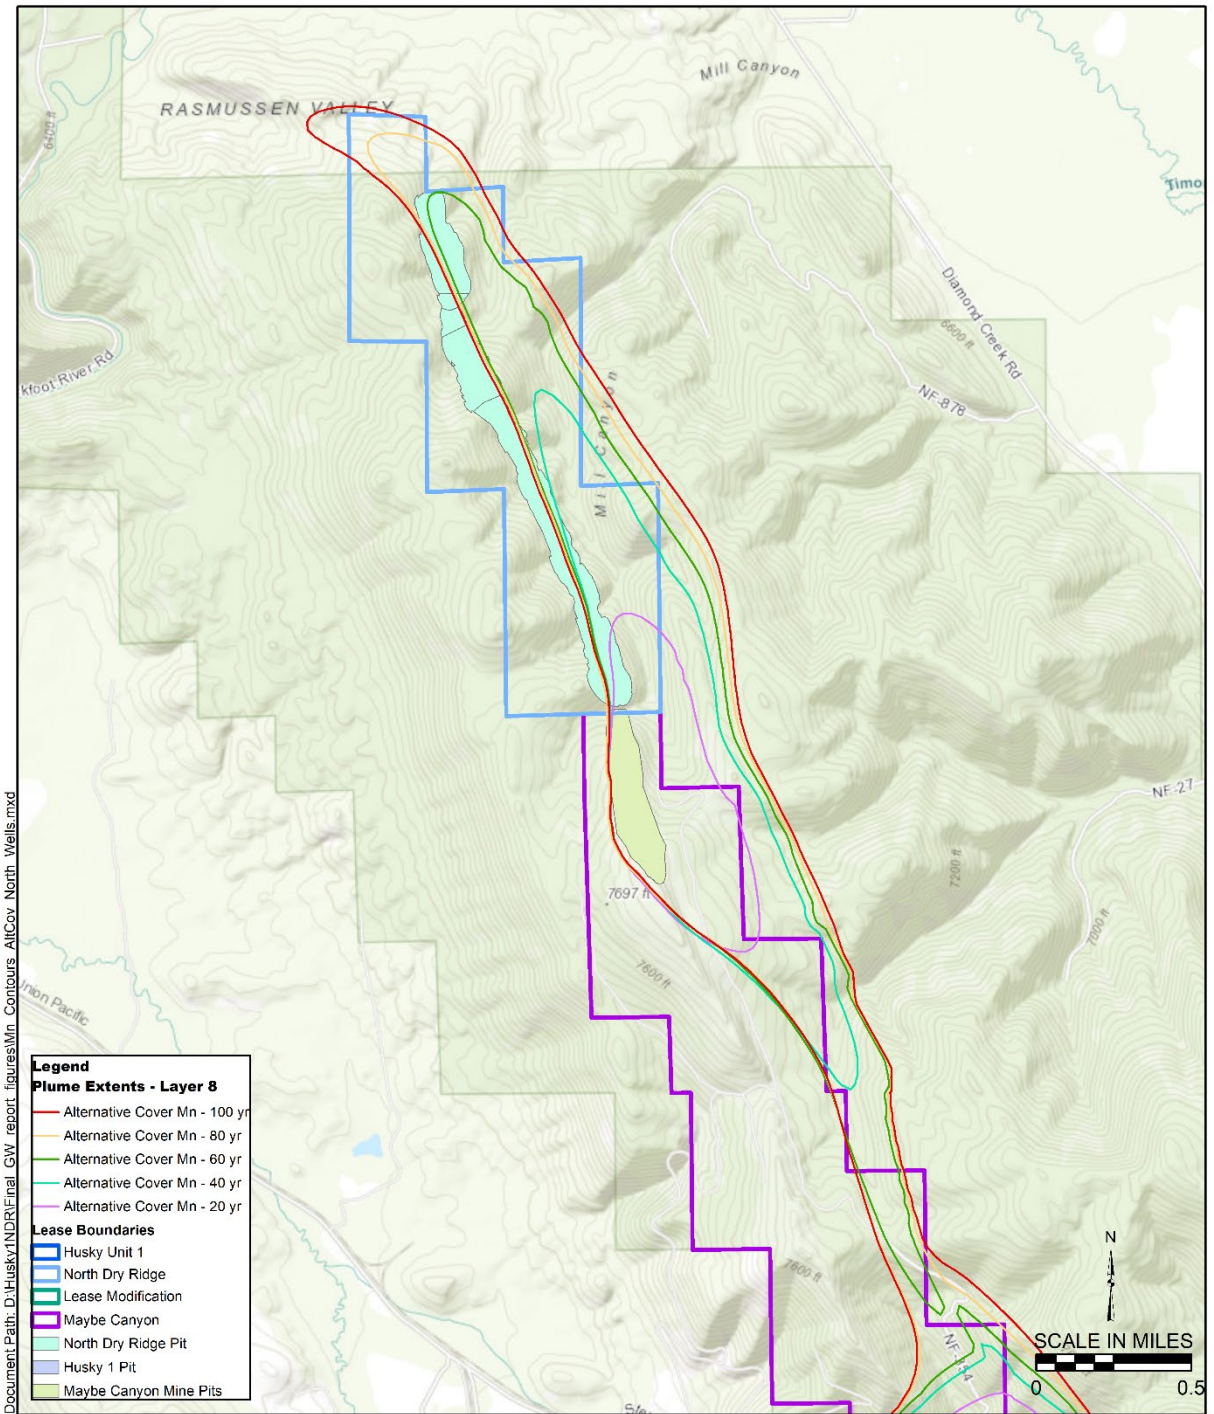 Mill Canyon
RASMUSSEN VALLEY
6400 ft
Timo
Diamond Creek Rd
6600 ft
kfoot River Rd
NF-878
Mill Canyon
NF-27
7200 ft
7697 ft
7000 ft
7600 ft
Union Pacific
Legend
Plume Extents - Layer 8
Alternative Cover Mn - 100 yr
Alternative Cover Mn - 80 yr
Alternative Cover Mn - 60 yr
Alternative Cover Mn - 40 yr
Alternative Cover Mn - 20 yr
Lease Boundaries
Husky Unit 1
North Dry Ridge
Lease Modification
Maybe Canyon
North Dry Ridge Pit
Husky 1 Pit
Maybe Canyon Mine Pits
N
SCALE IN MILES
0 0.5
Document Path: D:\Husky1NDR\Final_GW_report_figures\Mn_Contours_AltCov_North_Wells.mxd